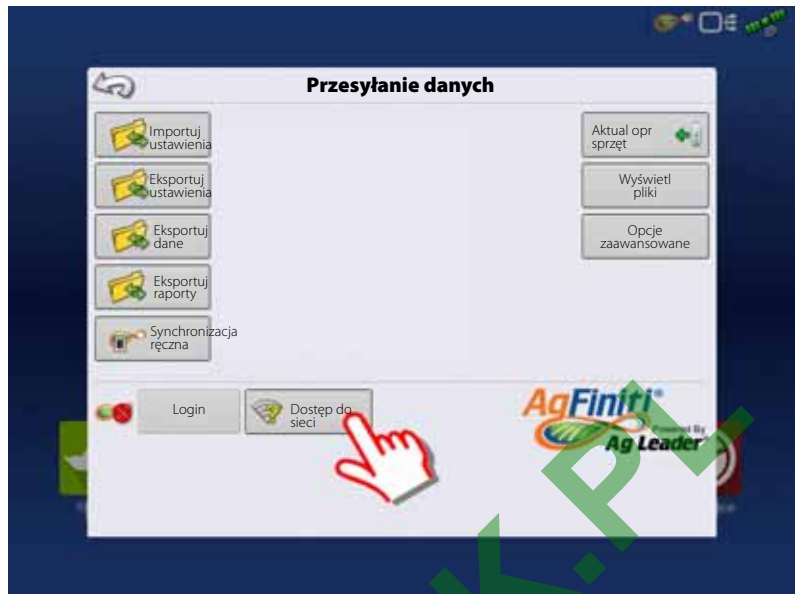 Przesyłanie danych
Importuj
ustawienia
Eksportuj
ustawienia
Eksportuj
dane
Eksportuj
raporty
Synchronizacja
ręczna
Aktual opr
sprzęt
Wyświetl
pliki
Opcje
zaawansowane
Login
Dostęp do
sieci
AgFiniti®
Powered By
Ag Leader
K.PL